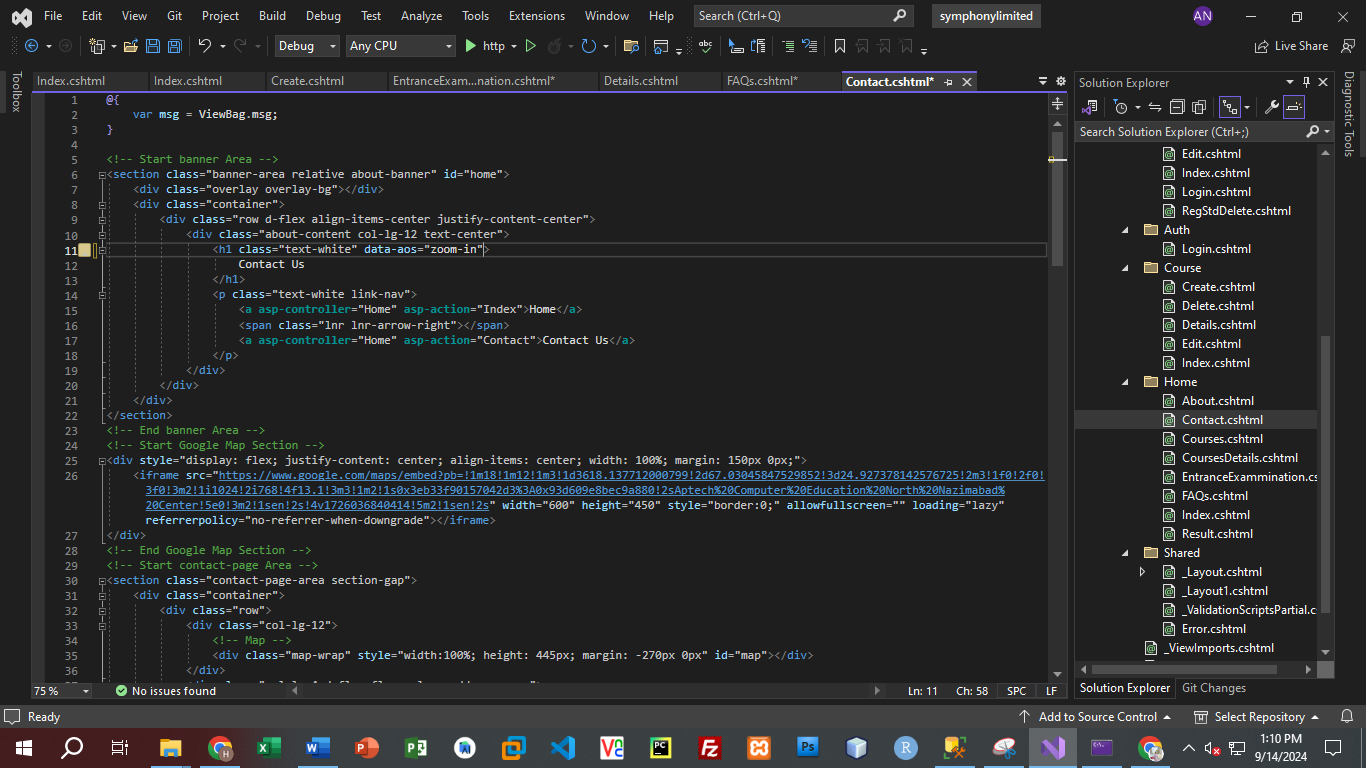 File Edit View Git Project Build Debug Test Analyze Tools Extensions Window Help Search (Ctrl+Q) symphonylimited AN
Debug Any CPU http Live Share
Toolbox
Index.cshtml Index.cshtml Create.cshtml EntranceExam...nation.cshtml* Details.cshtml FAQs.cshtml* Contact.cshtml*
1 @{
2 var msg = ViewBag.msg;
3 }
4
5 <!-- Start banner Area -->
6 <section class="banner-area relative about-banner" id="home">
7 <div class="overlay overlay-bg"></div>
8 <div class="container">
9 <div class="row d-flex align-items-center justify-content-center">
10 <div class="about-content col-lg-12 text-center">
11 <h1 class="text-white" data-aos="zoom-in">
12 Contact Us
13 </h1>
14 <p class="text-white link-nav">
15 <a asp-controller="Home" asp-action="Index">Home</a>
16 <span class="lnr lnr-arrow-right"></span>
17 <a asp-controller="Home" asp-action="Contact">Contact Us</a>
18 </p>
19 </div>
20 </div>
21 </div>
22 </section>
23 <!-- End banner Area -->
24 <!-- Start Google Map Section -->
25 <div style="display: flex; justify-content: center; align-items: center; width: 100%; margin: 150px 0px;">
26 <iframe src="https://www.google.com/maps/embed?pb=!1m18!1m12!1m3!1d3618.137712000799!2d67.03045847529852!3d24.927378142576725!2m3!1f0!2f0!
3f0!3m2!1i1024!2i768!4f13.1!3m3!1m2!1s0x3eb33f90157042d3%3A0x93d609e8bec9a880!2sAptech%20Computer%20Education%20North%20Nazimabad%
20Center!5e0!3m2!1sen!2s!4v1726036840414!5m2!1sen!2s" width="600" height="450" style="border:0;" allowfullscreen="" loading="lazy"
referrerpolicy="no-referrer-when-downgrade"></iframe>
27 </div>
28 <!-- End Google Map Section -->
29 <!-- Start contact-page Area -->
30 <section class="contact-page-area section-gap">
31 <div class="container">
32 <div class="row">
33 <div class="col-lg-12">
34 <!-- Map -->
35 <div class="map-wrap" style="width:100%; height: 445px; margin: -270px 0px" id="map"></div>
36 </div>
75 % No issues found Ln: 11 Ch: 58 SPC LF
Solution Explorer
Search Solution Explorer (Ctrl+;)
Edit.cshtml
Index.cshtml
Login.cshtml
RegStdDelete.cshtml
Auth
Login.cshtml
Course
Create.cshtml
Delete.cshtml
Details.cshtml
Edit.cshtml
Index.cshtml
Home
About.cshtml
Contact.cshtml
Courses.cshtml
CoursesDetails.cshtml
EntranceExammination.cs
FAQs.cshtml
Index.cshtml
Result.cshtml
Shared
_Layout.cshtml
_Layout1.cshtml
_ValidationScriptsPartial.cs
Error.cshtml
_ViewImports.cshtml
Solution Explorer Git Changes
Diagnostic Tools
Ready Add to Source Control Select Repository
1:10 PM
9/14/2024